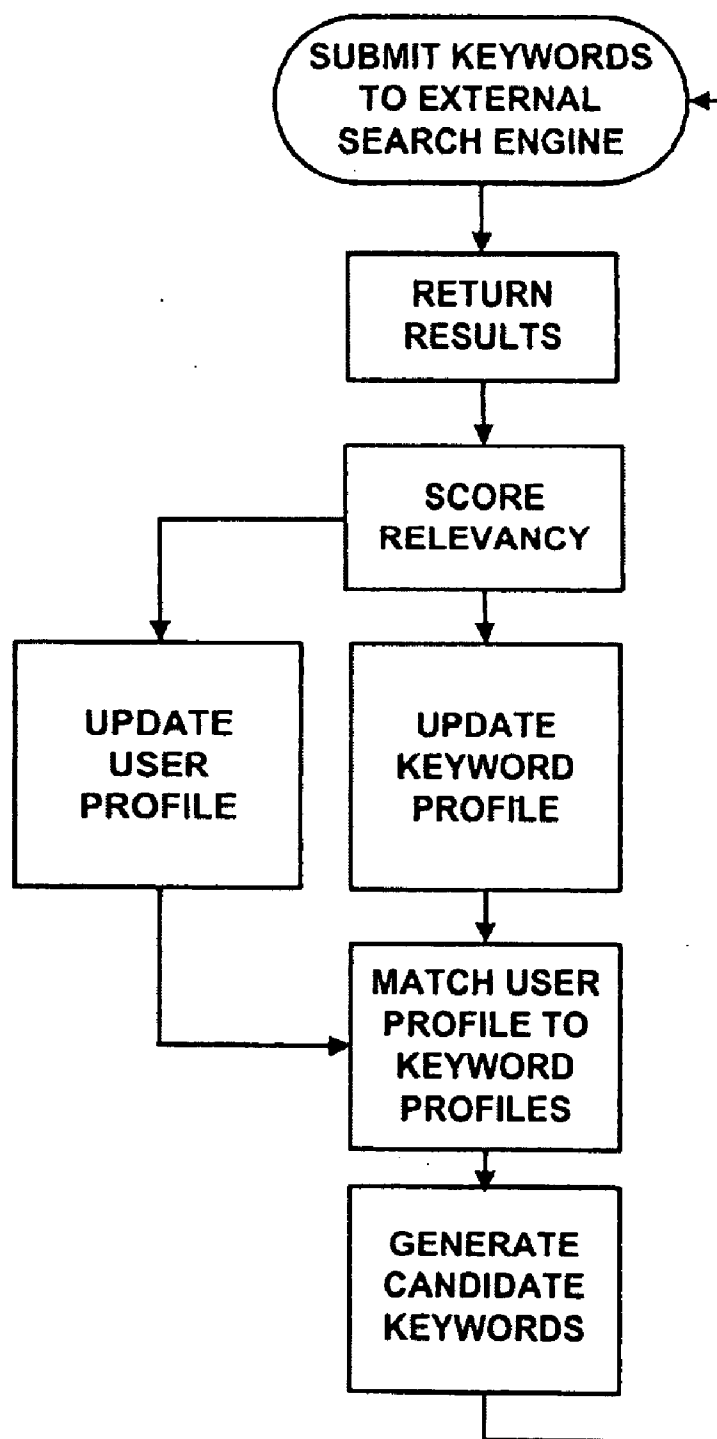 SUBMIT KEYWORDS
TO EXTERNAL
SEARCH ENGINE
RETURN
RESULTS
SCORE
RELEVANCY
UPDATE
USER
PROFILE
UPDATE
KEYWORD
PROFILE
MATCH USER
PROFILE TO
KEYWORD
PROFILES
GENERATE
CANDIDATE
KEYWORDS